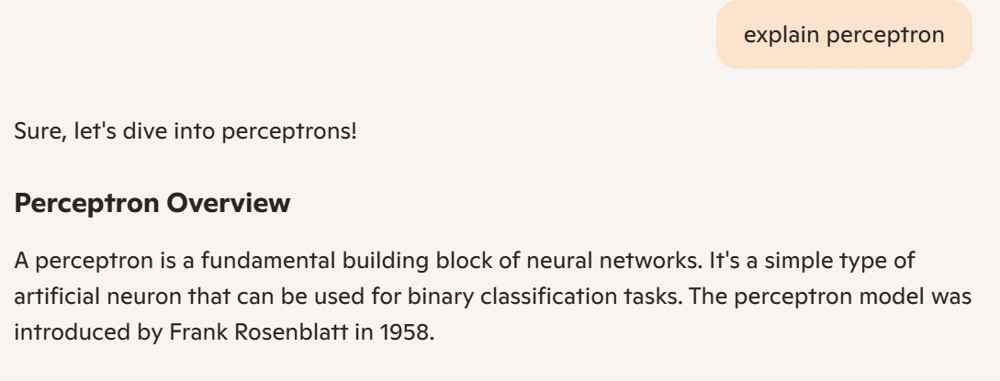 explain perceptron
Sure, let's dive into perceptrons!
Perceptron Overview
A perceptron is a fundamental building block of neural networks. It's a simple type of
artificial neuron that can be used for binary classification tasks. The perceptron model was
introduced by Frank Rosenblatt in 1958.